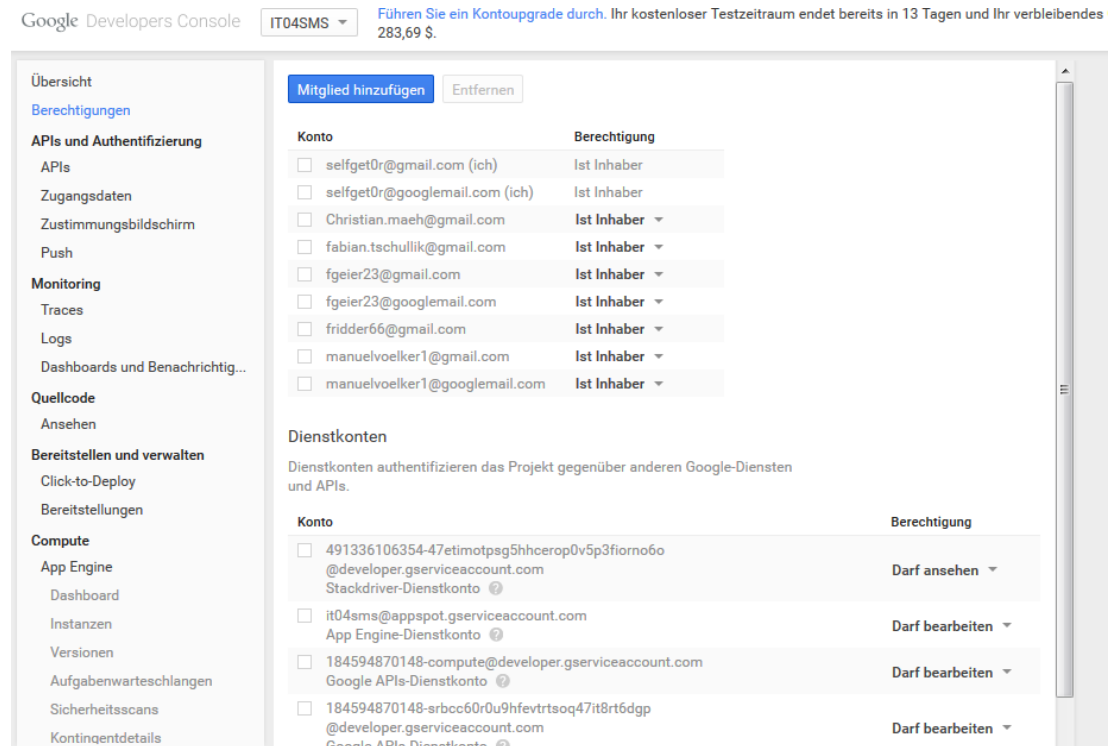 Google Developers Console
IT04SMS
Führen Sie ein Kontoupgrade durch. Ihr kostenloser Testzeitraum endet bereits in 13 Tagen und Ihr verbleibendes
283,69 $.
Übersicht
Berechtigungen
APIs und Authentifizierung
APIs
Zugangsdaten
Zustimmungsbildschirm
Push
Monitoring
Traces
Logs
Dashboards und Benachrichtig...
Quellcode
Ansehen
Bereitstellen und verwalten
Click-to-Deploy
Bereitstellungen
Compute
App Engine
Dashboard
Instanzen
Versionen
Aufgabenwarteschlangen
Sicherheitsscans
Kontingentdetails
Mitglied hinzufügen Entfernen
Konto Berechtigung
selfget0r@gmail.com (ich) Ist Inhaber
selfget0r@googlemail.com (ich) Ist Inhaber
Christian.maeh@gmail.com Ist Inhaber
fabian.tschullik@gmail.com Ist Inhaber
fgeier23@gmail.com Ist Inhaber
fgeier23@googlemail.com Ist Inhaber
fridder66@gmail.com Ist Inhaber
manuelvoelker1@gmail.com Ist Inhaber
manuelvoelker1@googlemail.com Ist Inhaber
Dienstkonten
Dienstkonten authentifizieren das Projekt gegenüber anderen Google-Diensten
und APIs.
Konto Berechtigung
491336106354-47etimotpsg5hhcerop0v5p3fiorno6o
@developer.gserviceaccount.com Darf ansehen
Stackdriver-Dienstkonto
it04sms@appspot.gserviceaccount.com
App Engine-Dienstkonto Darf bearbeiten
184594870148-compute@developer.gserviceaccount.com
Google APIs-Dienstkonto Darf bearbeiten
184594870148-srbcc60r0u9hfevtrtsoq47it8rt6dgp
@developer.gserviceaccount.com Darf bearbeiten
Google APIs-Dienstkonto